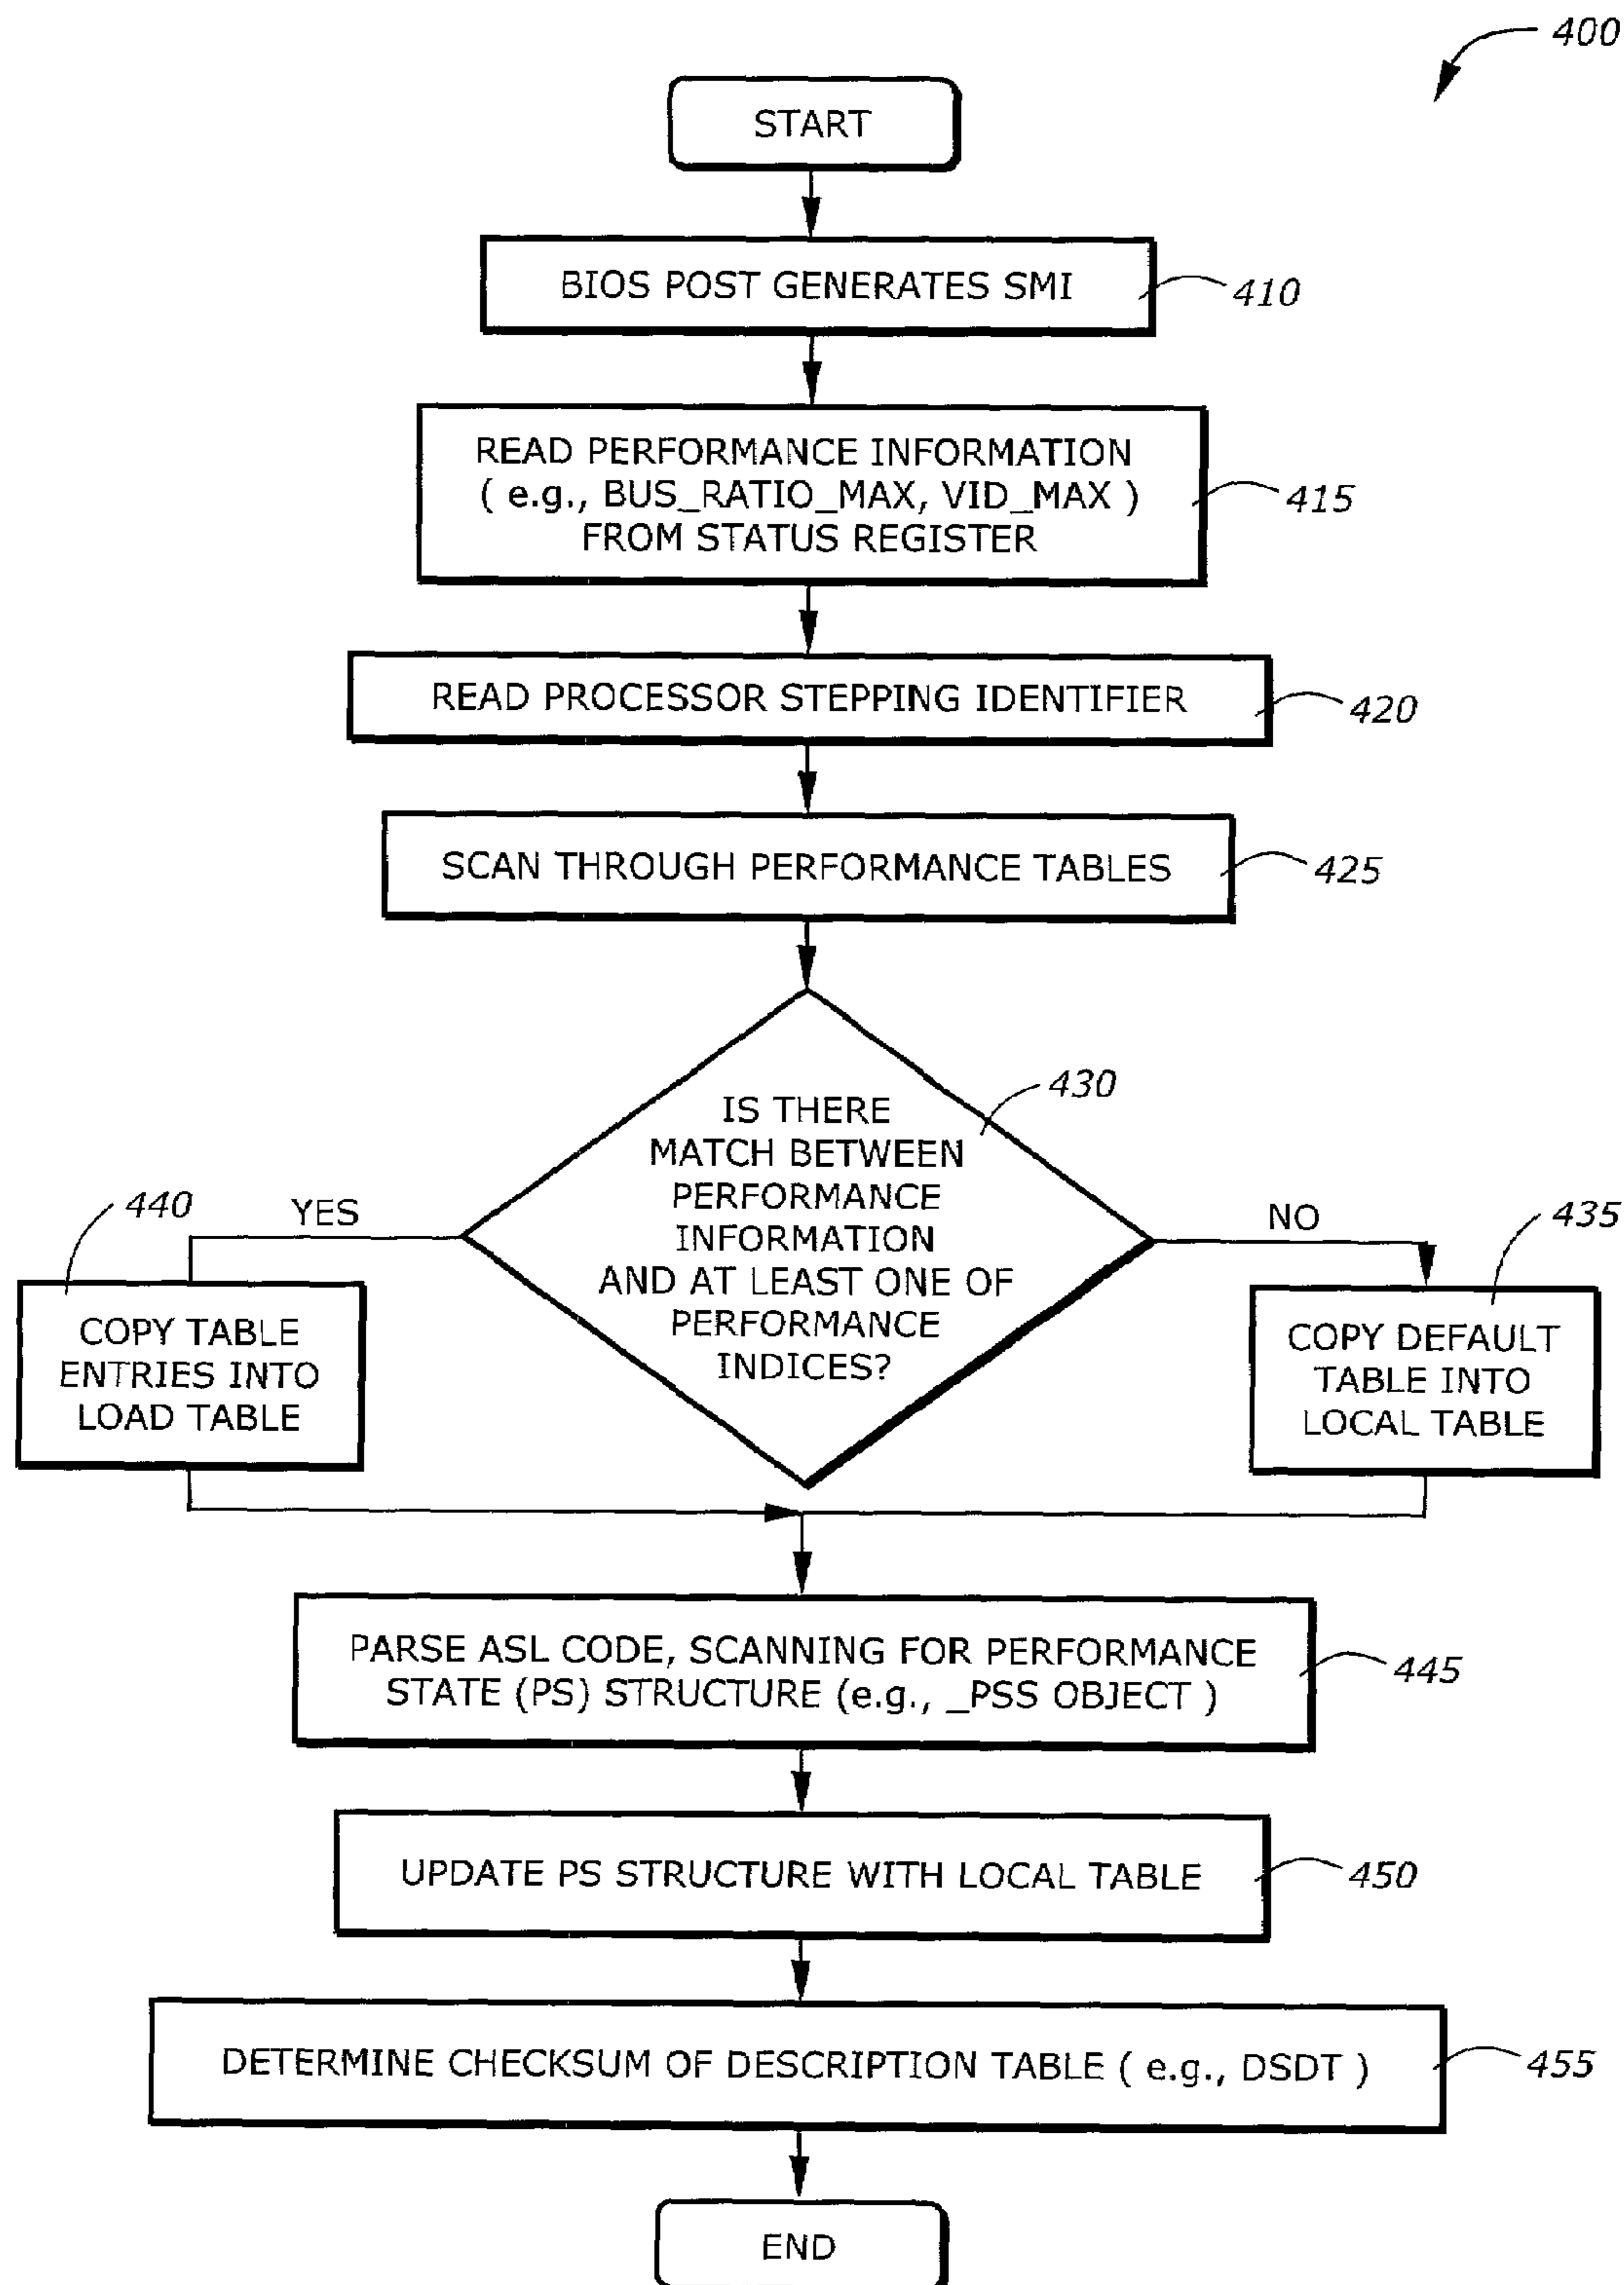 400
START
BIOS POST GENERATES SMI
410
READ PERFORMANCE INFORMATION
( e.g., BUS_RATIO_MAX, VID_MAX )
FROM STATUS REGISTER
415
READ PROCESSOR STEPPING IDENTIFIER
420
SCAN THROUGH PERFORMANCE TABLES
425
IS THERE
MATCH BETWEEN
PERFORMANCE
INFORMATION
AND AT LEAST ONE OF
PERFORMANCE
INDICES?
430
YES
440
COPY TABLE
ENTRIES INTO
LOAD TABLE
NO
435
COPY DEFAULT
TABLE INTO
LOCAL TABLE
PARSE ASL CODE, SCANNING FOR PERFORMANCE
STATE (PS) STRUCTURE (e.g., _PSS OBJECT )
445
UPDATE PS STRUCTURE WITH LOCAL TABLE
450
DETERMINE CHECKSUM OF DESCRIPTION TABLE ( e.g., DSDT )
455
END